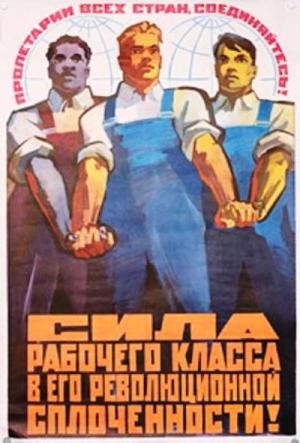 ПРОЛЕТАРИИ ВСЕХ СТРАН, СОЕДИНЯЙТЕСЬ!
СИЛА
РАБОЧЕГО КЛАССА
В ЕГО РЕВОЛЮЦИОННОЙ
СПЛОЧЕННОСТИ!